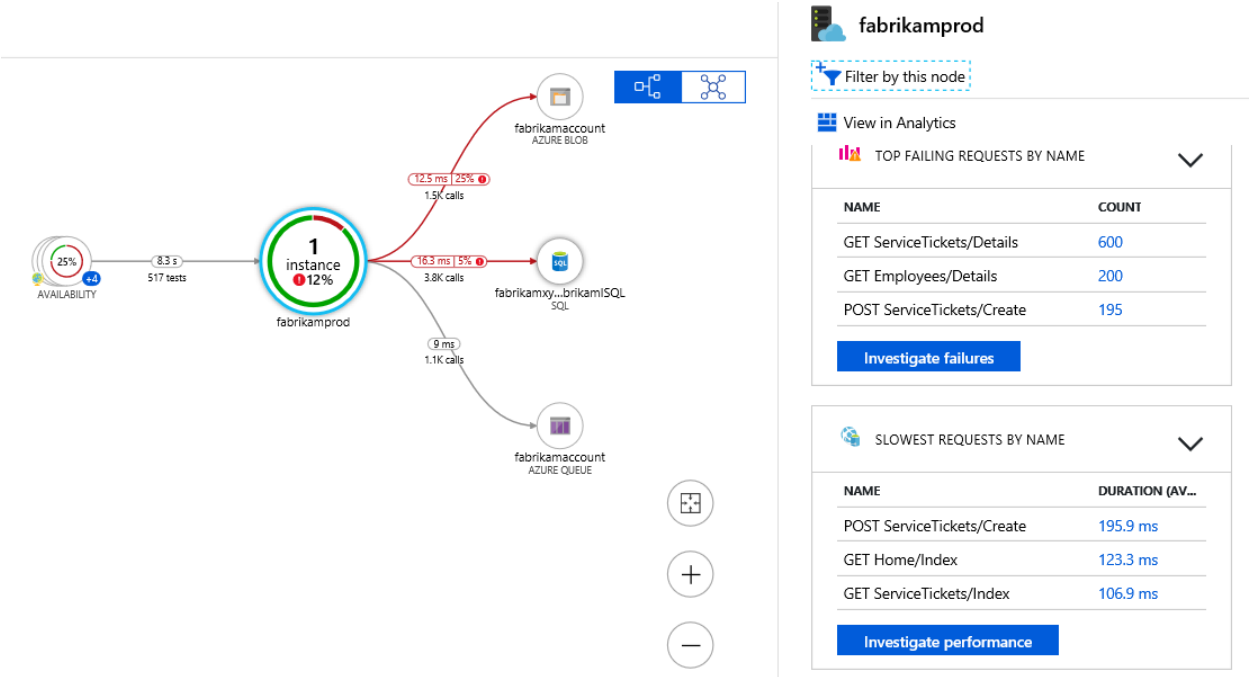 fabrikamaccount
AZURE BLOB
12.5 ms | 25%
1.5K calls
25%
+4
AVAILABILITY
8.3 s
517 tests
1
instance
12%
fabrikamprod
16.3 ms | 5%
3.8K calls
SQL
fabrikamxy...brikamISQL
SQL
9 ms
1.1K calls
fabrikamaccount
AZURE QUEUE
fabrikamprod
Filter by this node
View in Analytics
TOP FAILING REQUESTS BY NAME
NAME COUNT
GET ServiceTickets/Details 600
GET Employees/Details 200
POST ServiceTickets/Create 195
Investigate failures
SLOWEST REQUESTS BY NAME
NAME DURATION (AV...
POST ServiceTickets/Create 195.9 ms
GET Home/Index 123.3 ms
GET ServiceTickets/Index 106.9 ms
Investigate performance